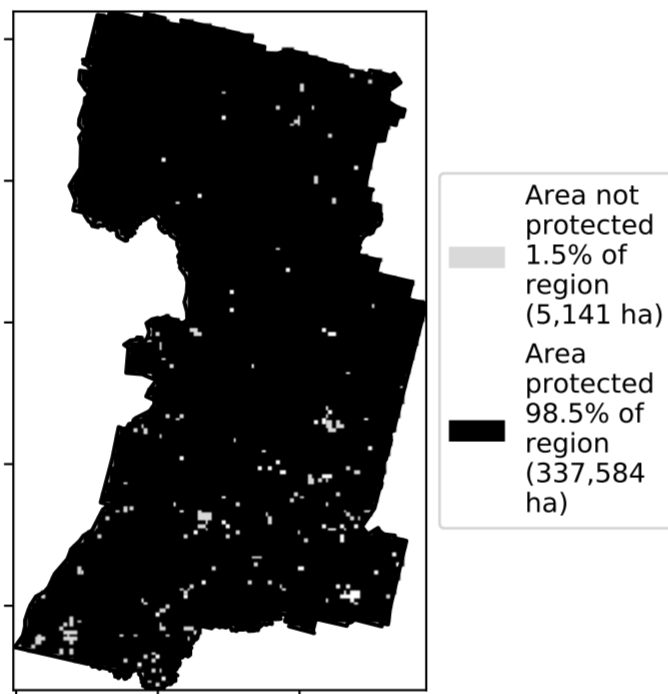 Area not
protected
1.5% of
region
(5,141 ha)
Area
protected
98.5% of
region
(337,584
ha)